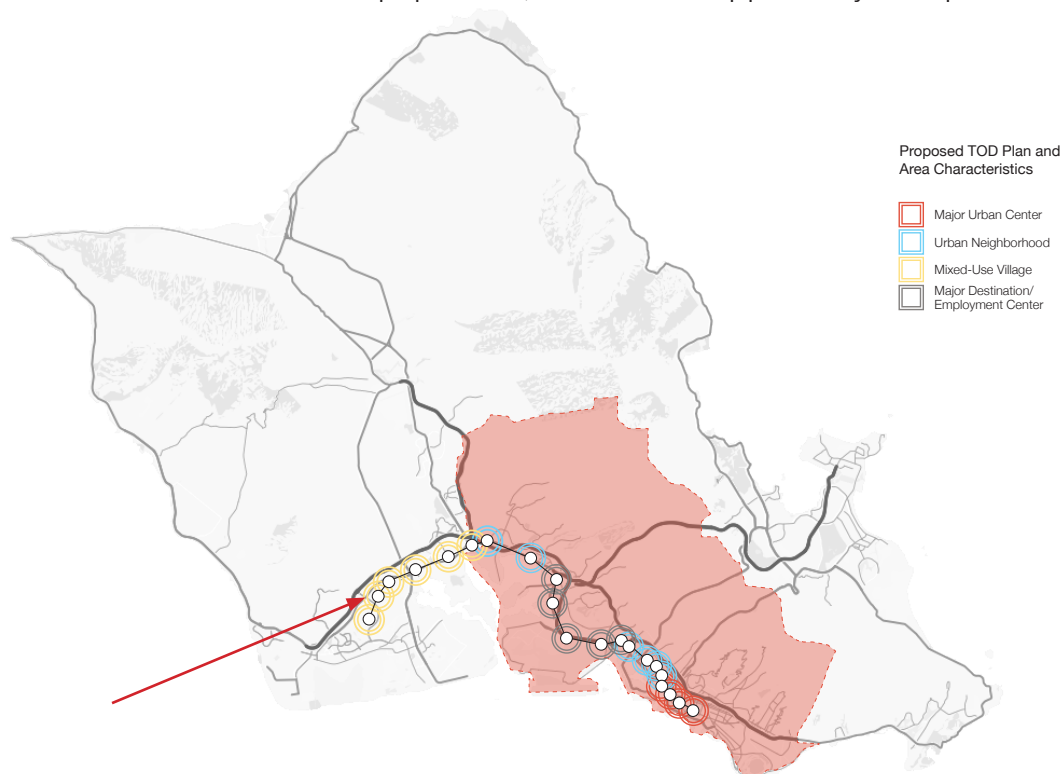 Proposed TOD Plan and
Area Characteristics
Major Urban Center
Urban Neighborhood
Mixed-Use Village
Major Destination/
Employment Center